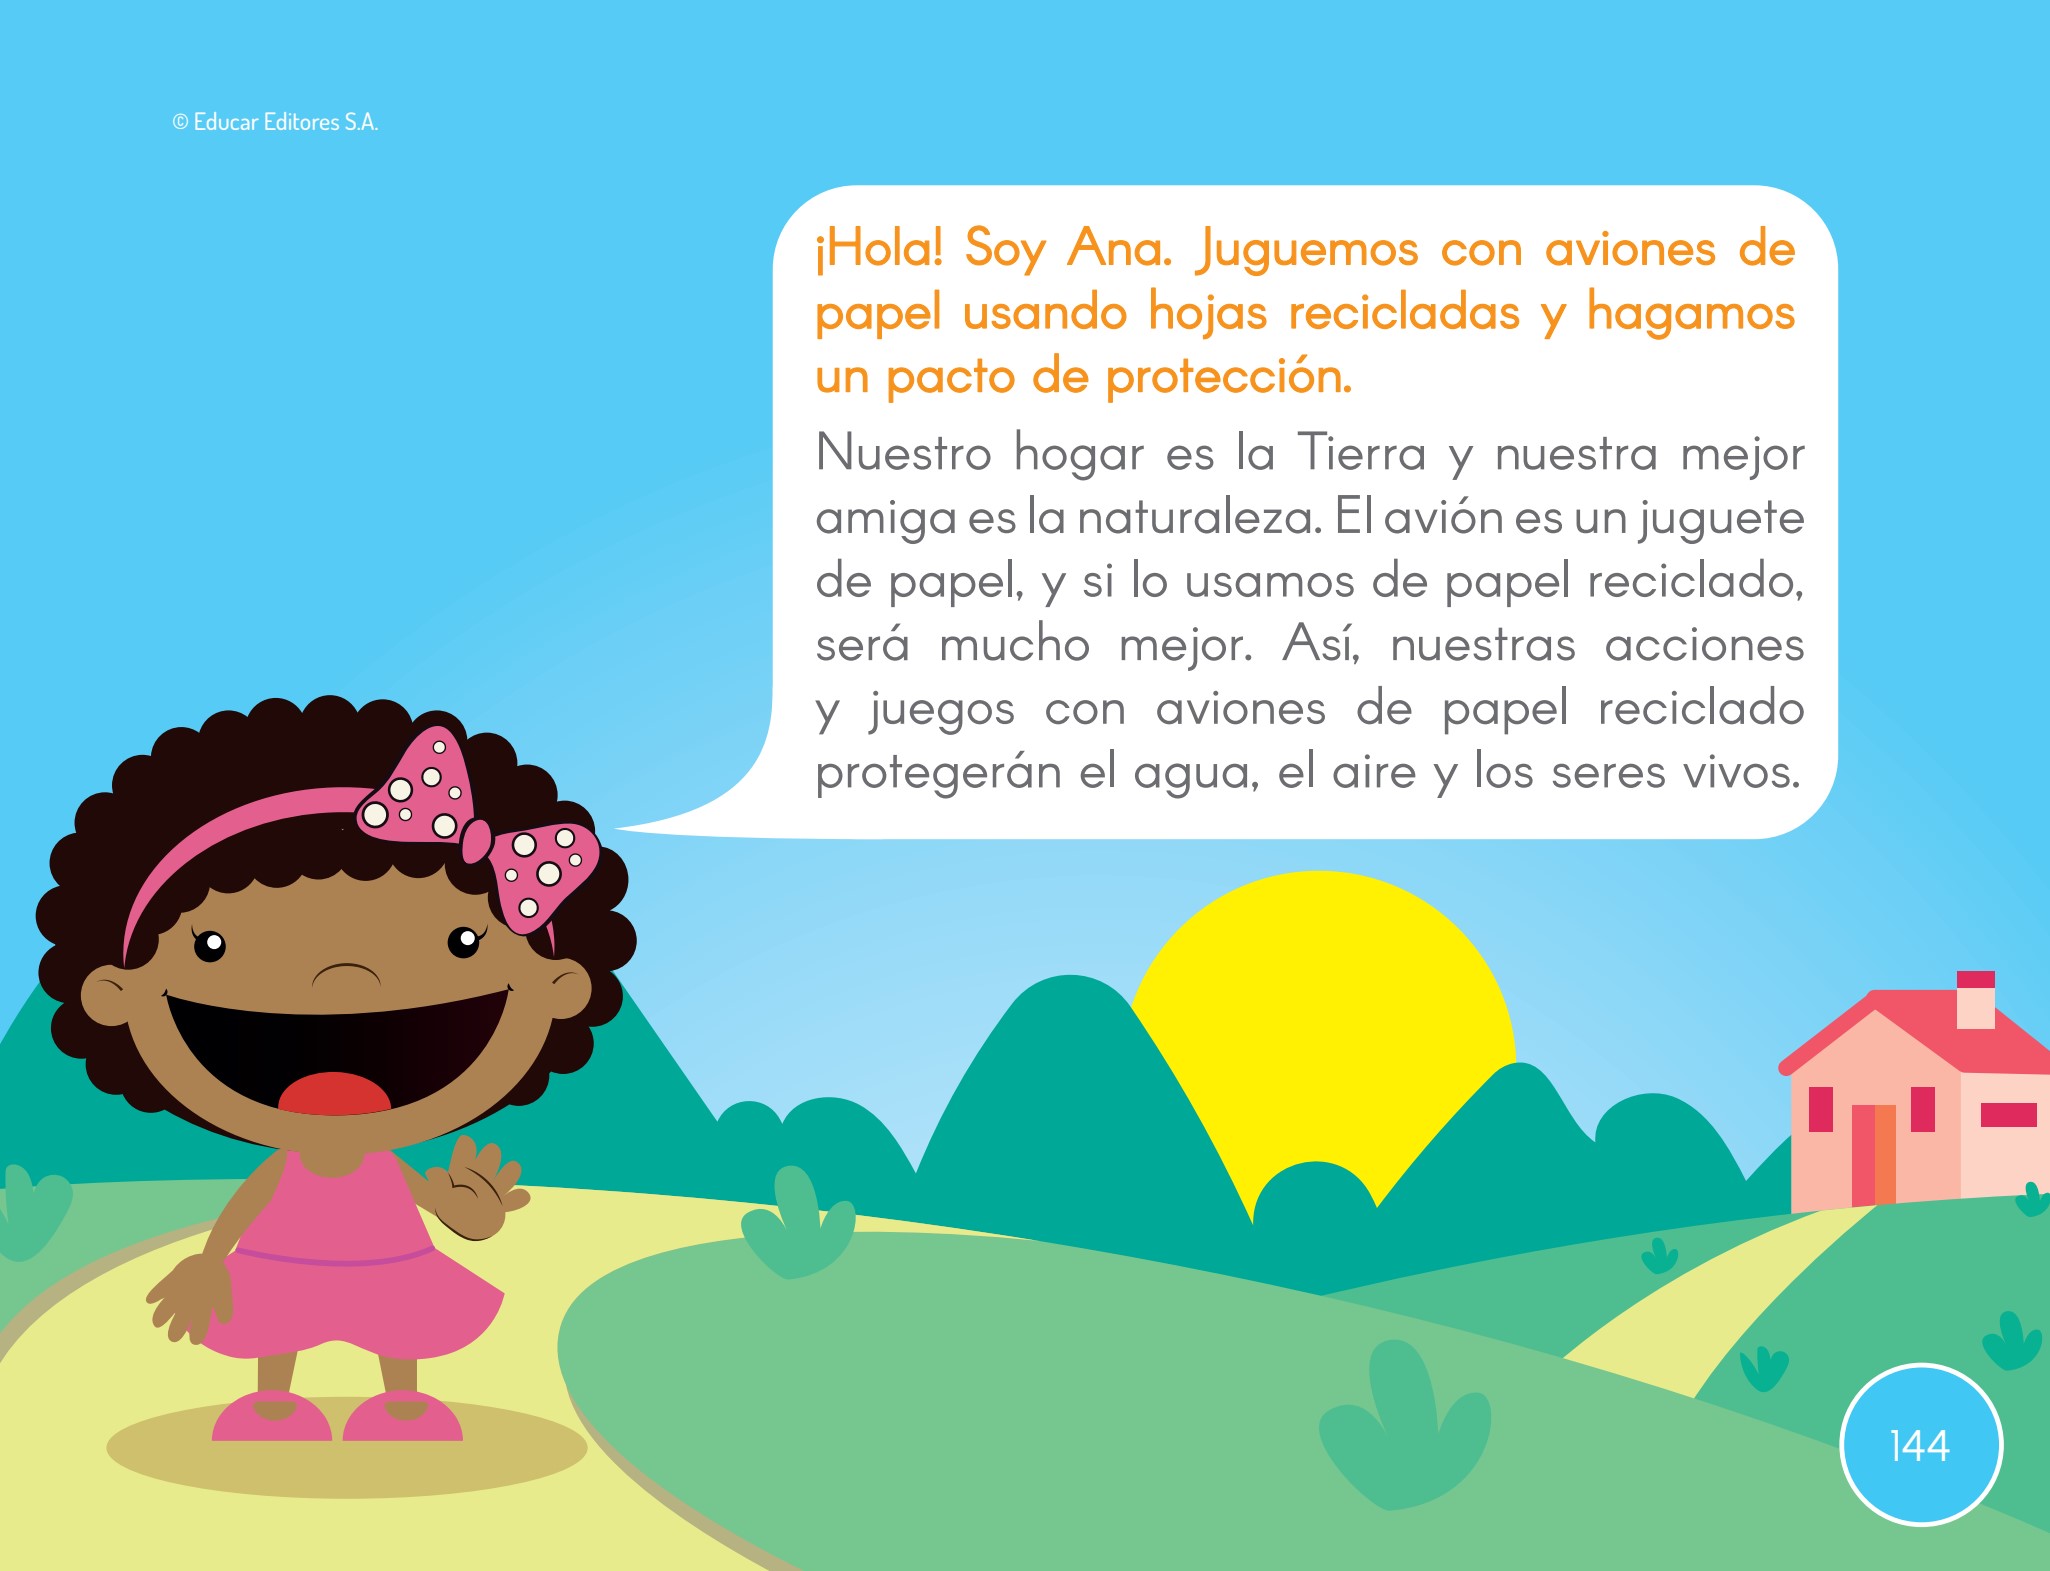 © Educar Editores S.A.
¡Hola! Soy Ana. Juguemos con aviones de
papel usando hojas recicladas y hagamos
un pacto de protección.
Nuestro hogar es la Tierra y nuestra mejor
amiga es la naturaleza. El avión es un juguete
de papel, y si lo usamos de papel reciclado,
será mucho mejor. Así, nuestras acciones
y juegos con aviones de papel reciclado
protegerán el agua, el aire y los seres vivos.
144